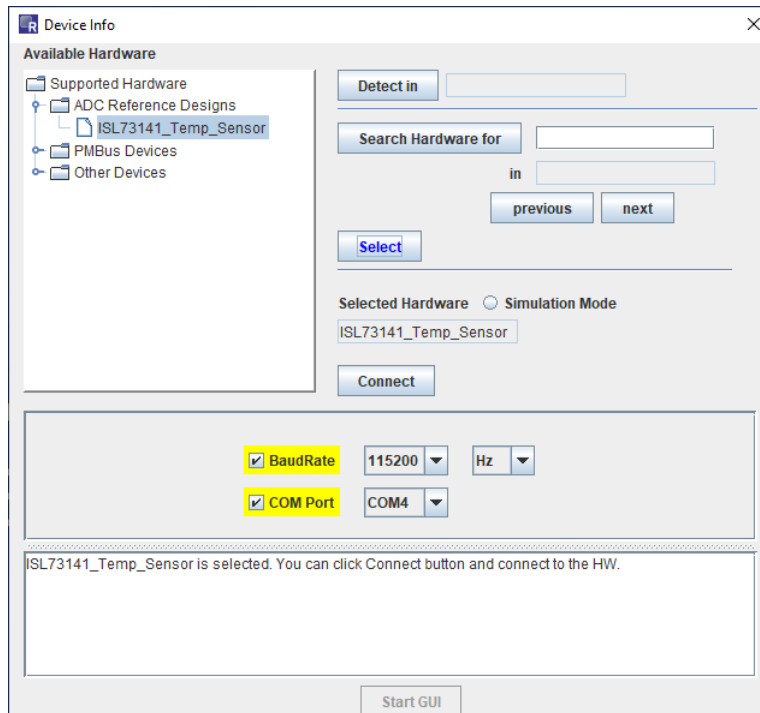 Device Info
Available Hardware
Supported Hardware
ADC Reference Designs
ISL73141_Temp_Sensor
PMBus Devices
Other Devices
Detect in
Search Hardware for
in
previous next
Select
Selected Hardware Simulation Mode
ISL73141_Temp_Sensor
Connect
BaudRate 115200 Hz
COM Port COM4
ISL73141_Temp_Sensor is selected. You can click Connect button and connect to the HW.
Start GUI